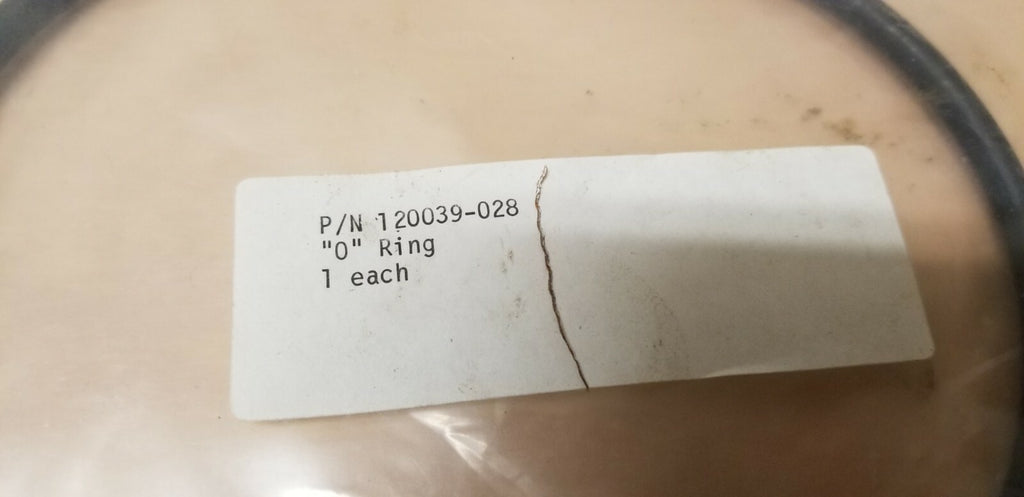 P/N 120039-028
"O" Ring
1 each